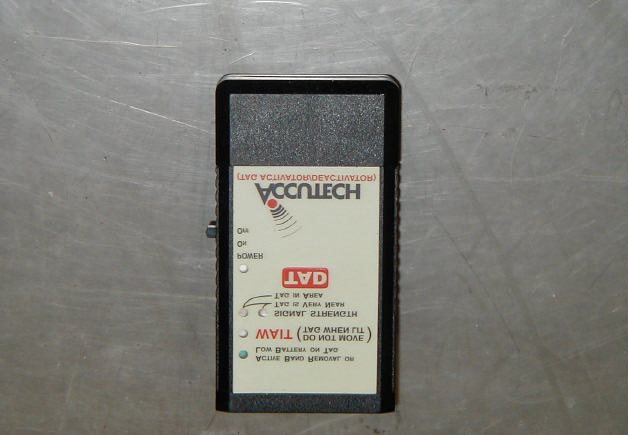 Active Band Removal or
Low Battery on Tag
WAIT (DO NOT MOVE
TAG WHEN LIT)
SIGNAL STRENGTH
Tag is Very Near
Tag in Area
TAD
POWER
On
Off
ACCUTECH
(TAG ACTIVATOR/DEACTIVATOR)